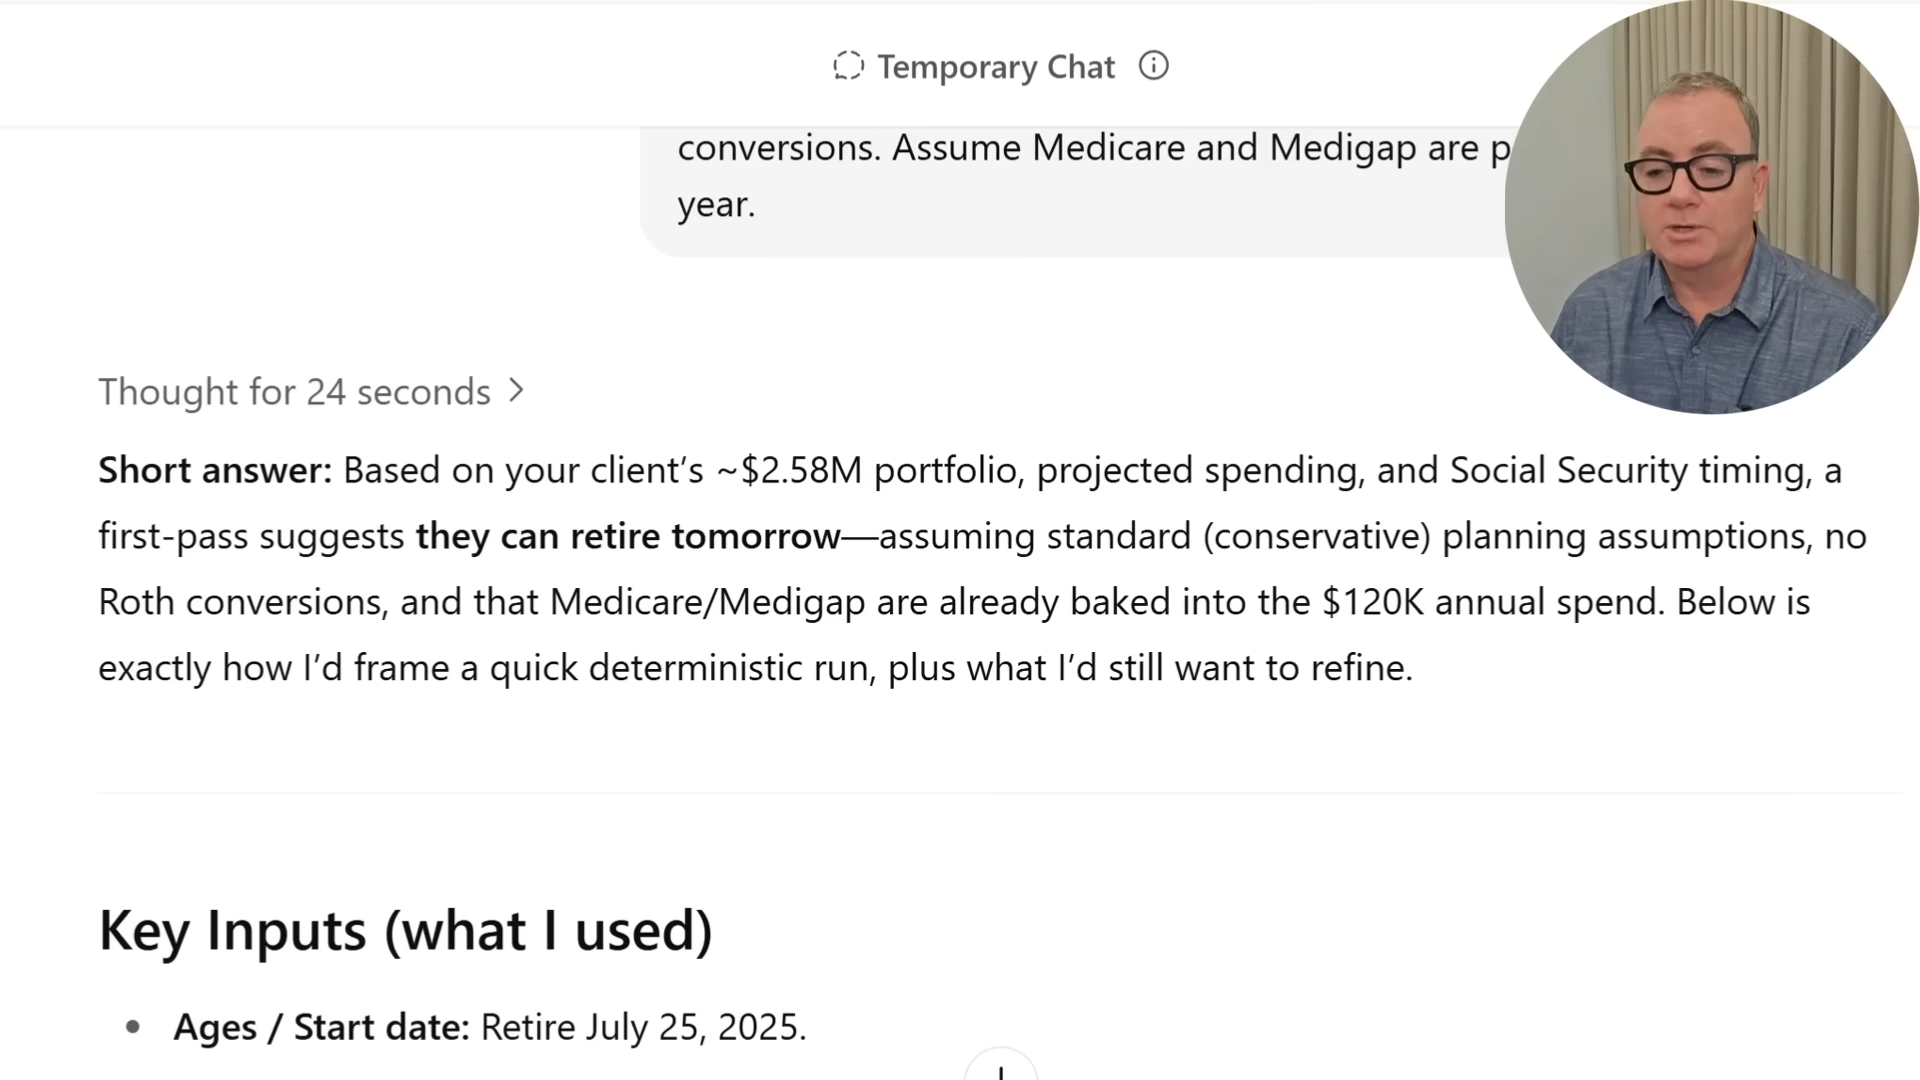 Temporary Chat
conversions. Assume Medicare and Medigap are
year.
Thought for 24 seconds
Short answer: Based on your client’s ~$2.58M portfolio, projected spending, and Social Security timing, a
first-pass suggests they can retire tomorrow—assuming standard (conservative) planning assumptions, no
Roth conversions, and that Medicare/Medigap are already baked into the $120K annual spend. Below is
exactly how I’d frame a quick deterministic run, plus what I’d still want to refine.
Key Inputs (what I used)
• Ages / Start date: Retire July 25, 2025.